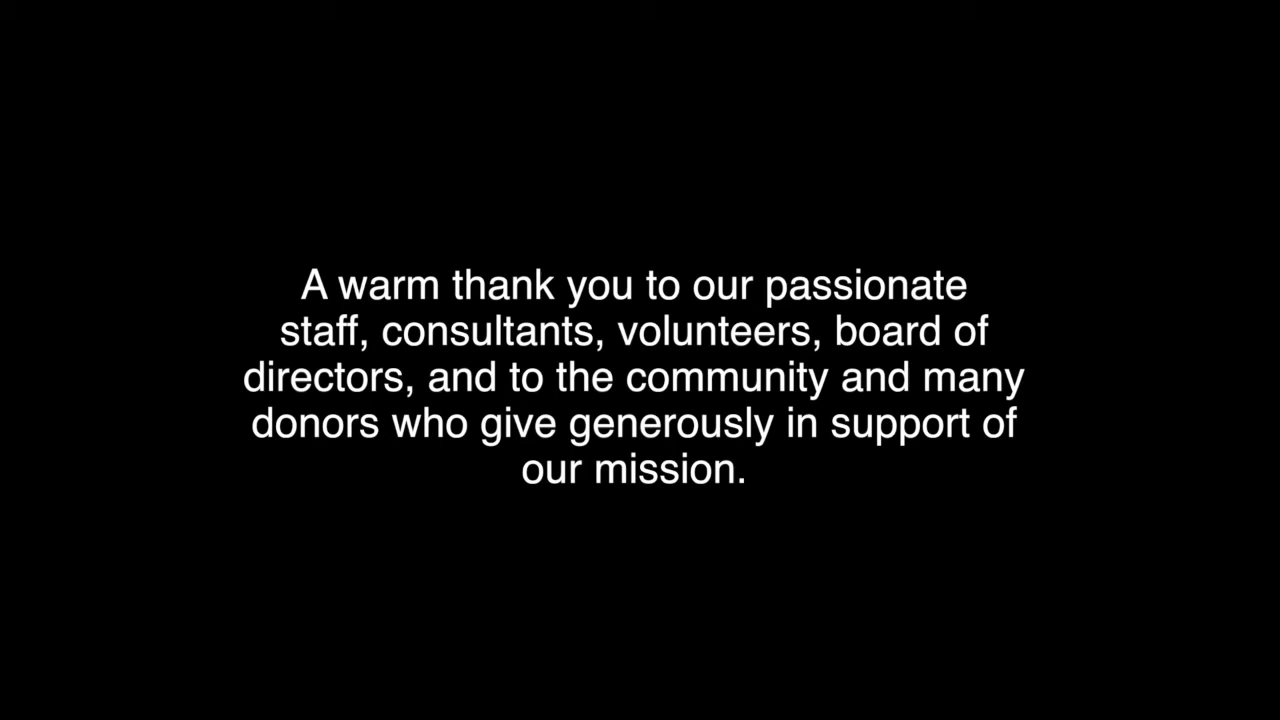 A warm thank you to our passionate
staff, consultants, volunteers, board of
directors, and to the community and many
donors who give generously in support of
our mission.